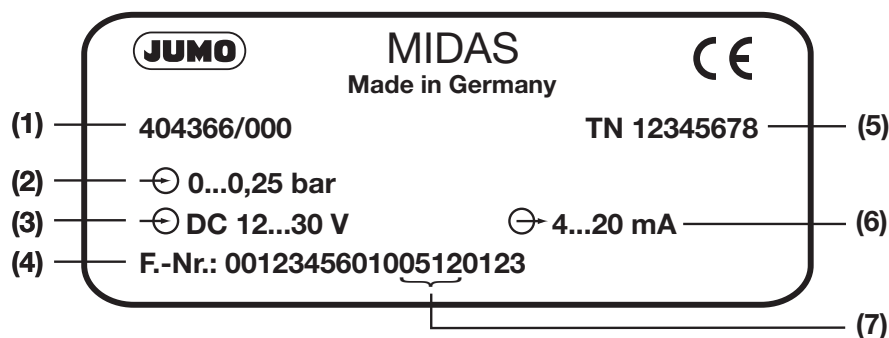 JUMO
MIDAS
Made in Germany
(1) 404366/000 TN 12345678 (5)
(2) 0...0,25 bar
(3) DC 12...30 V 4...20 mA (6)
(4) F.-Nr.: 0012345601005120123
(7)